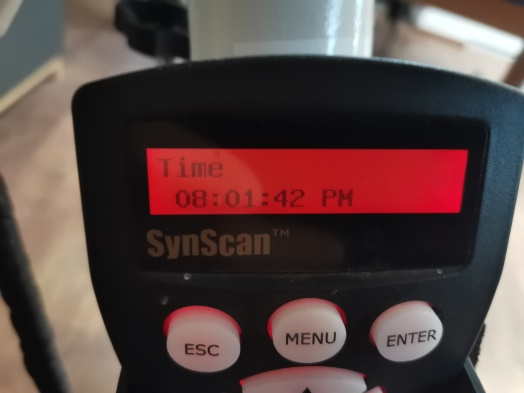 Time
08:01:42 PM
SynScan™
ESC
MENU
ENTER